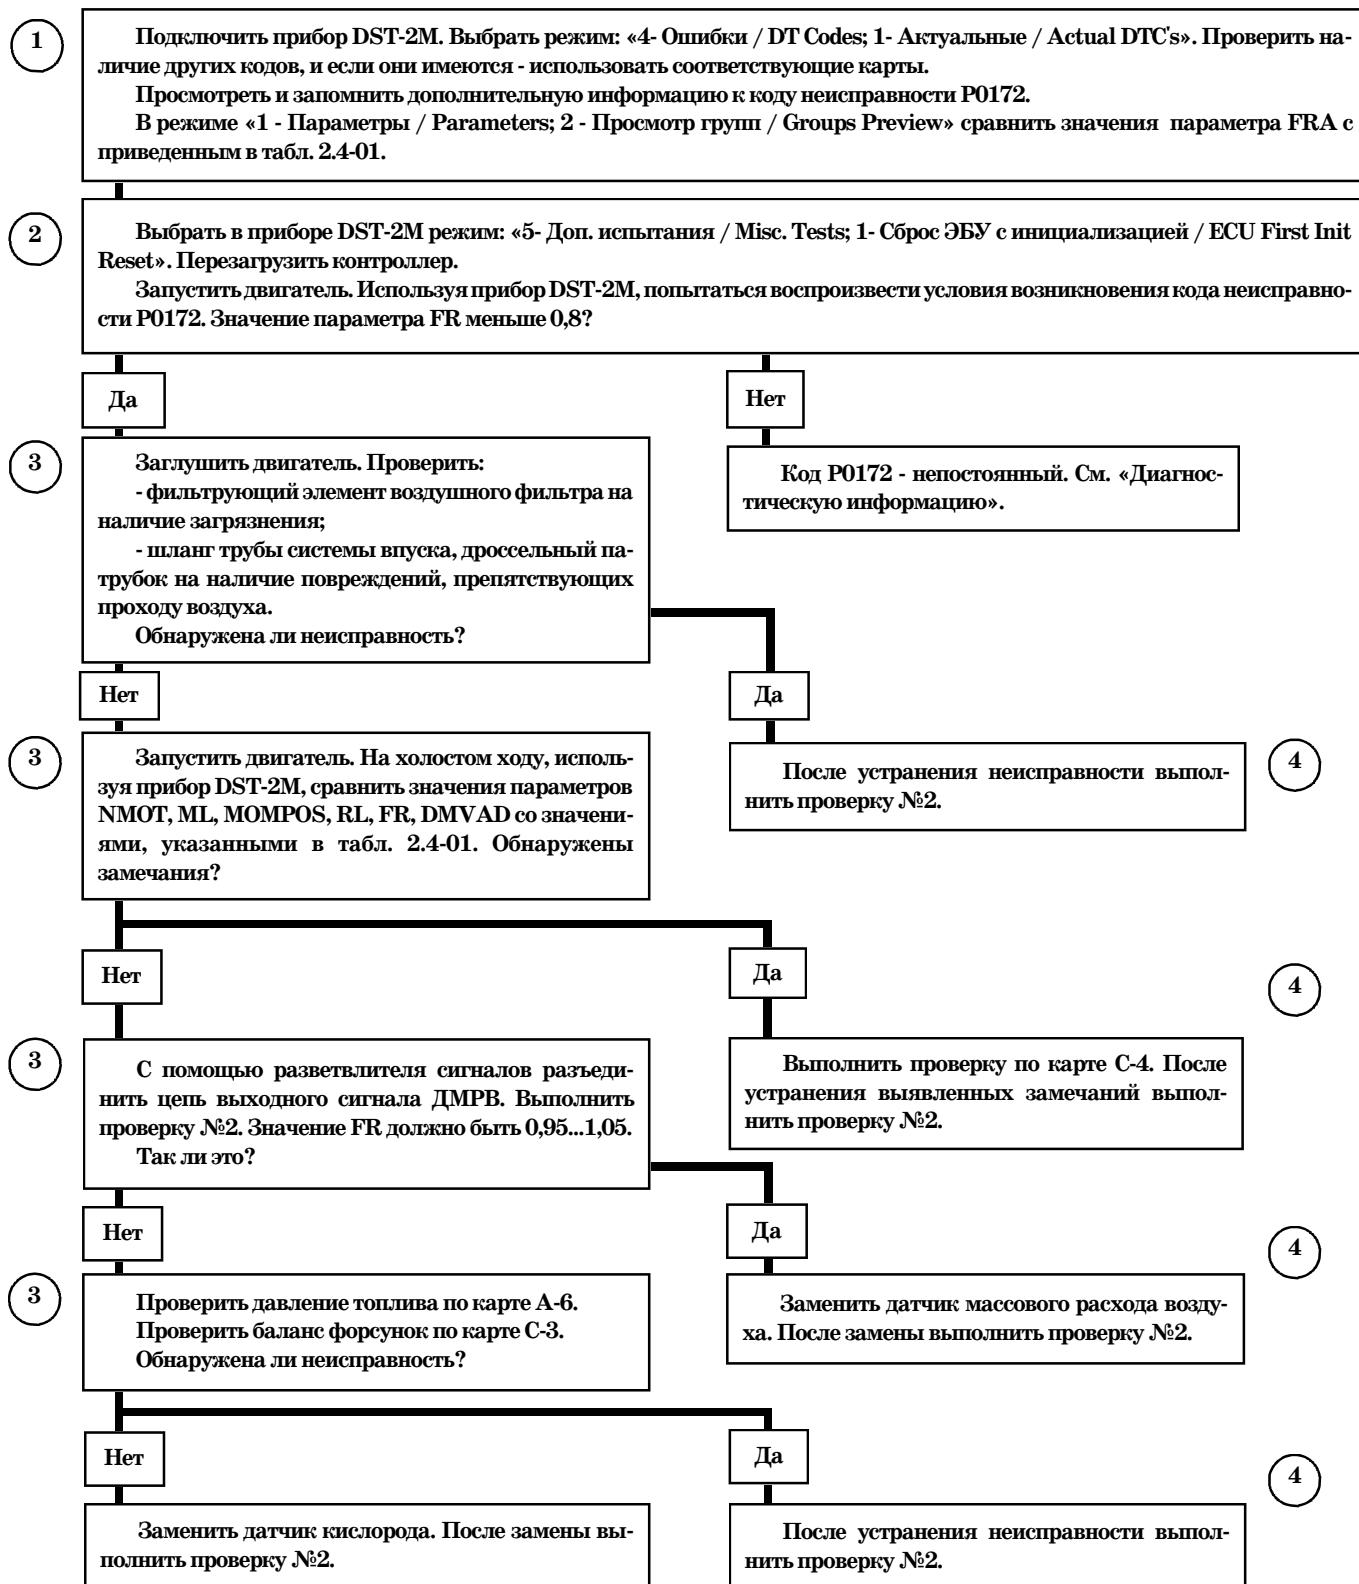 1
Подключить прибор DST-2M. Выбрать режим: «4- Ошибки / DT Codes; 1- Актуальные / Actual DTC's». Проверить на-
личие других кодов, и если они имеются - использовать соответствующие карты.
Просмотреть и запомнить дополнительную информацию к коду неисправности P0172.
В режиме «1 - Параметры / Parameters; 2 - Просмотр групп / Groups Preview» сравнить значения параметра FRA с
приведенным в табл. 2.4-01.
2
Выбрать в приборе DST-2M режим: «5- Доп. испытания / Misc. Tests; 1- Сброс ЭБУ с инициализацией / ECU First Init
Reset». Перезагрузить контроллер.
Запустить двигатель. Используя прибор DST-2M, попытаться воспроизвести условия возникновения кода неисправно-
сти P0172. Значение параметра FR меньше 0,8?
Да
Нет
3
Заглушить двигатель. Проверить:
- фильтрующий элемент воздушного фильтра на
наличие загрязнения;
- шланг трубы системы впуска, дроссельный па-
трубок на наличие повреждений, препятствующих
проходу воздуха.
Обнаружена ли неисправность?
Код P0172 - непостоянный. См. «Диагнос-
тическую информацию».
Нет
Да
3
Запустить двигатель. На холостом ходу, исполь-
зуя прибор DST-2M, сравнить значения параметров
NMOT, ML, MOMPOS, RL, FR, DMVAD со значени-
ями, указанными в табл. 2.4-01. Обнаружены
замечания?
После устранения неисправности выпол-
нить проверку №2.
4
Нет
Да
4
3
С помощью разветвлителя сигналов разъеди-
нить цепь выходного сигнала ДМРВ. Выполнить
проверку №2. Значение FR должно быть 0,95...1,05.
Так ли это?
Выполнить проверку по карте С-4. После
устранения выявленных замечаний выпол-
нить проверку №2.
Нет
Да
4
3
Проверить давление топлива по карте А-6.
Проверить баланс форсунок по карте С-3.
Обнаружена ли неисправность?
Заменить датчик массового расхода возду-
ха. После замены выполнить проверку №2.
Нет
Да
4
Заменить датчик кислорода. После замены вы-
полнить проверку №2.
После устранения неисправности выпол-
нить проверку №2.